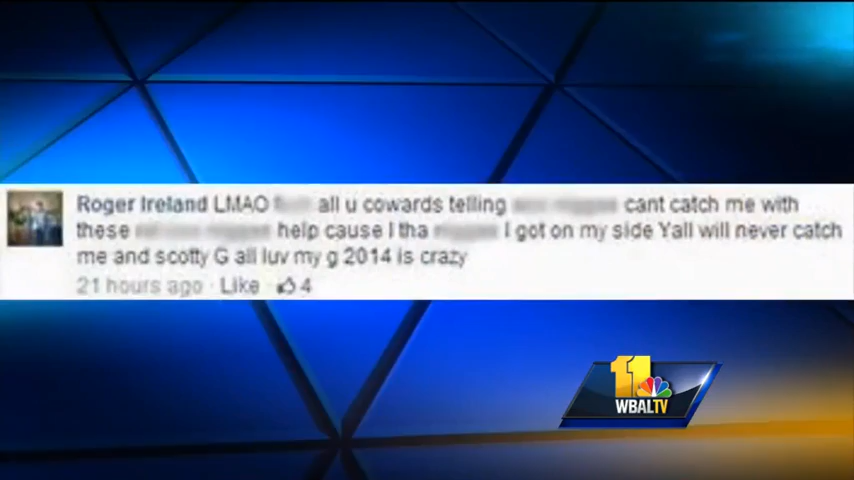 Roger Ireland LMAO all u cowards telling cant catch me with
these help cause I tha I got on my side Yall will never catch
me and scotty G all luv my g 2014 is crazy
21 hours ago · Like · 4
11
WBALTV